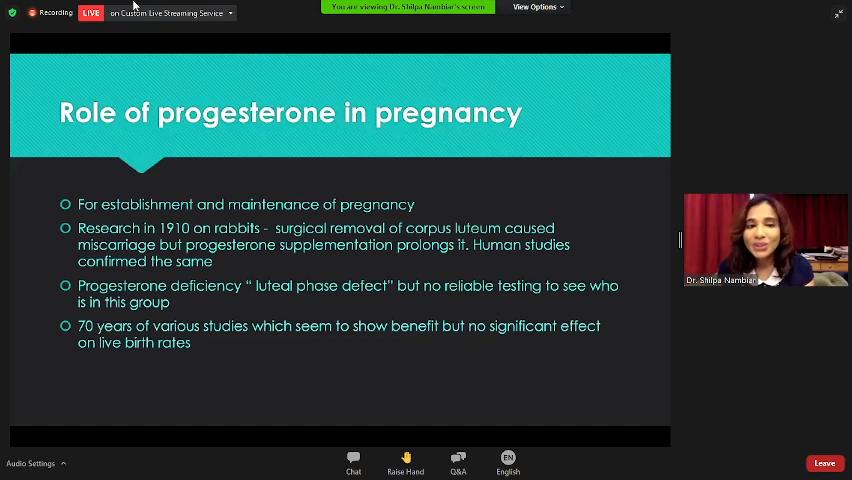 Recording
LIVE
on Custom Live Streaming Service
You are viewing Dr. Shilpa Nambiar's screen
View Options
Role of progesterone in pregnancy
For establishment and maintenance of pregnancy
Research in 1910 on rabbits - surgical removal of corpus luteum caused
miscarriage but progesterone supplementation prolongs it. Human studies
confirmed the same
Progesterone deficiency “ luteal phase defect” but no reliable testing to see who
is in this group
70 years of various studies which seem to show benefit but no significant effect
on live birth rates
Dr. Shilpa Nambiar
Audio Settings
Chat
Raise Hand
Q&A
EN
English
Leave